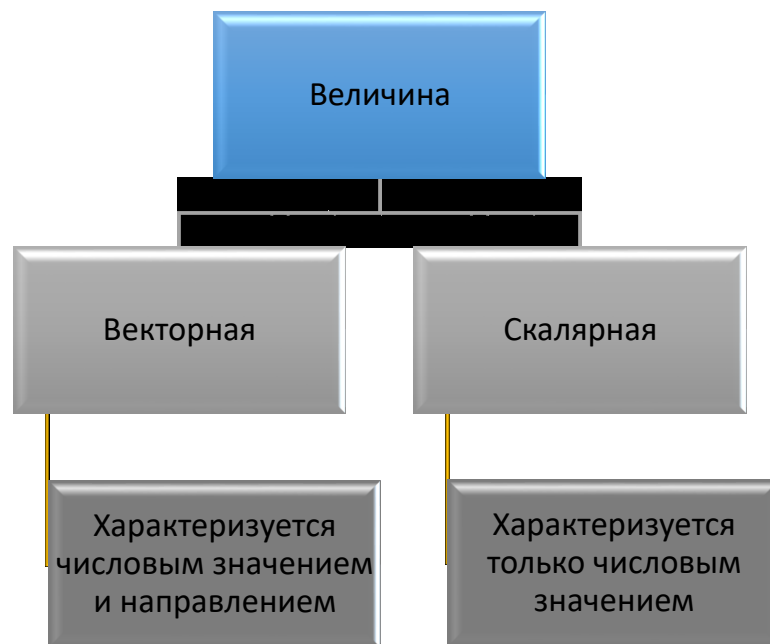 Величина
Векторная
Скалярная
Характеризуется
числовым значением
и направлением
Характеризуется
только числовым
значением